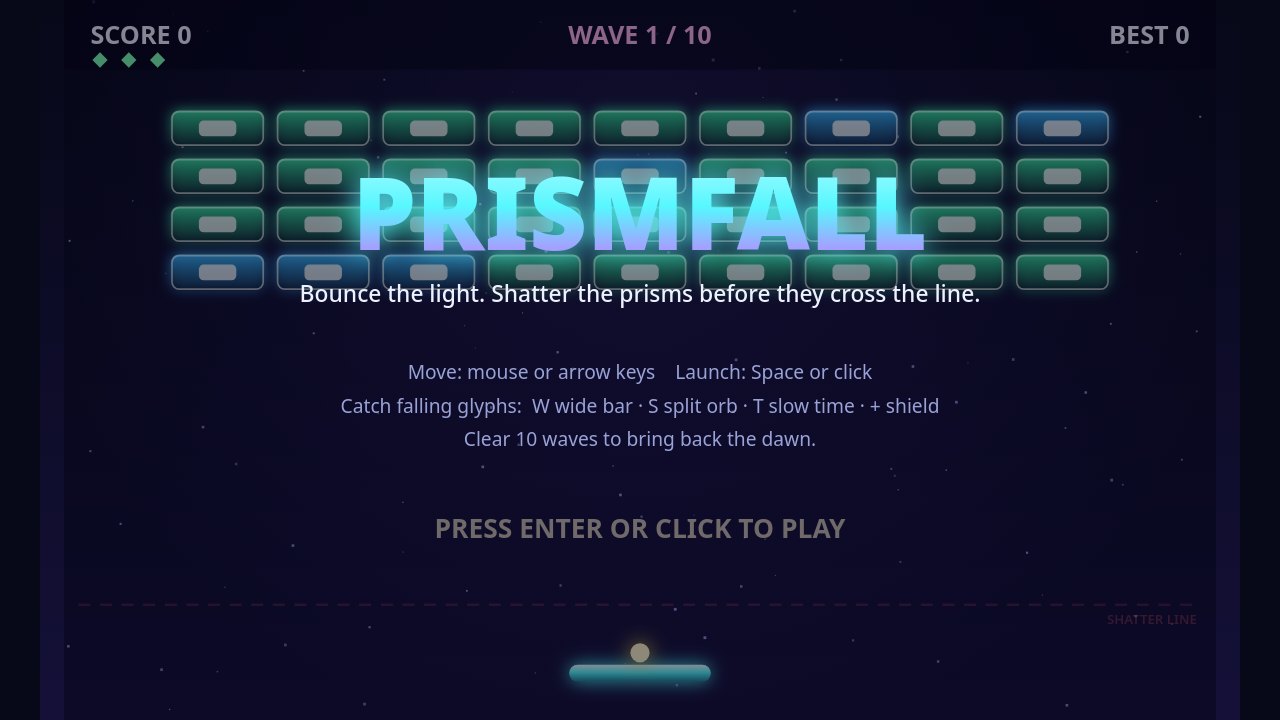 SCORE 0
WAVE 1 / 10
BEST 0
PRISMFALL
Bounce the light. Shatter the prisms before they cross the line.
Move: mouse or arrow keys    Launch: Space or click
Catch falling glyphs:  W wide bar · S split orb · T slow time · + shield
Clear 10 waves to bring back the dawn.
PRESS ENTER OR CLICK TO PLAY
SHATTER LINE